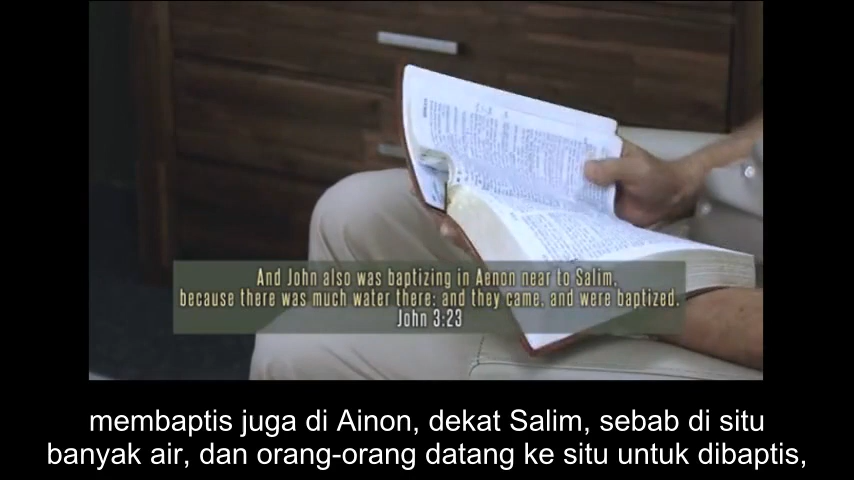 And John also was baptizing in Aenon near to Salim,
because there was much water there: and they came, and were baptized.
John 3:23
membaptis juga di Ainon, dekat Salim, sebab di situ
banyak air, dan orang-orang datang ke situ untuk dibaptis,